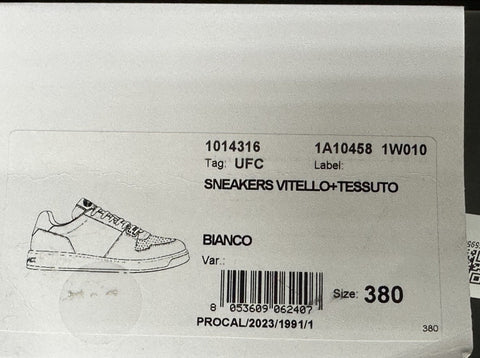 1014316 1A10458 1W010
Tag: UFC Label:
SNEAKERS VITELLO+TESSUTO
BIANCO
Var.:
8 053609 062407
Size: 380
PROCAL/2023/1991/1
380